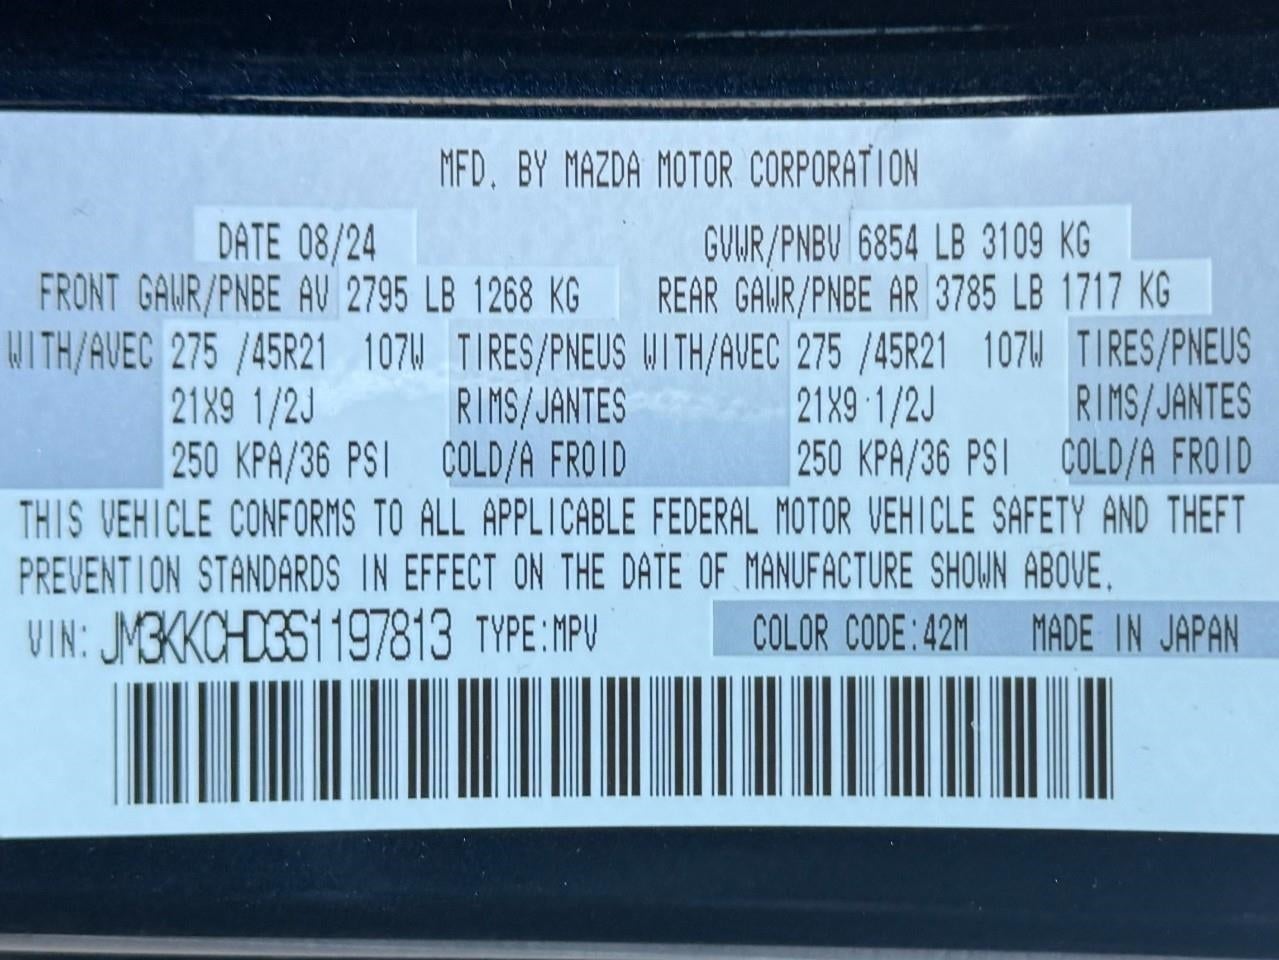 MFD. BY MAZDA MOTOR CORPORATION
DATE 08/24 GVWR/PNBV 6854 LB 3109 KG
FRONT GAWR/PNBE AV 2795 LB 1268 KG REAR GAWR/PNBE AR 3785 LB 1717 KG
WITH/AVEC 275 /45R21 107W TIRES/PNEUS WITH/AVEC 275 /45R21 107W TIRES/PNEUS
21X9 1/2J RIMS/JANTES 21X9 1/2J RIMS/JANTES
250 KPA/36 PSI COLD/A FROID 250 KPA/36 PSI COLD/A FROID
THIS VEHICLE CONFORMS TO ALL APPLICABLE FEDERAL MOTOR VEHICLE SAFETY AND THEFT
PREVENTION STANDARDS IN EFFECT ON THE DATE OF MANUFACTURE SHOWN ABOVE.
VIN: JM3KKCHD3S1197813 TYPE:MPV COLOR CODE:42M MADE IN JAPAN